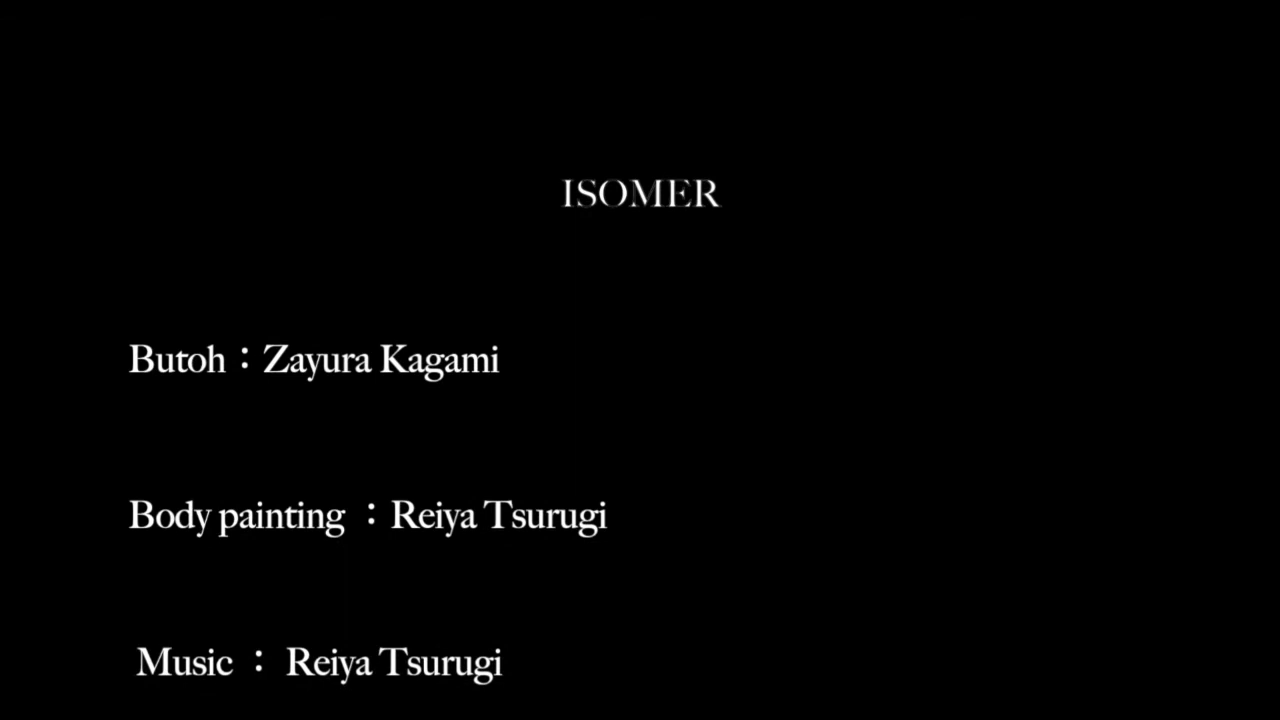 ISOMER
Butoh：Zayura Kagami
Body painting ：Reiya Tsurugi
Music ： Reiya Tsurugi